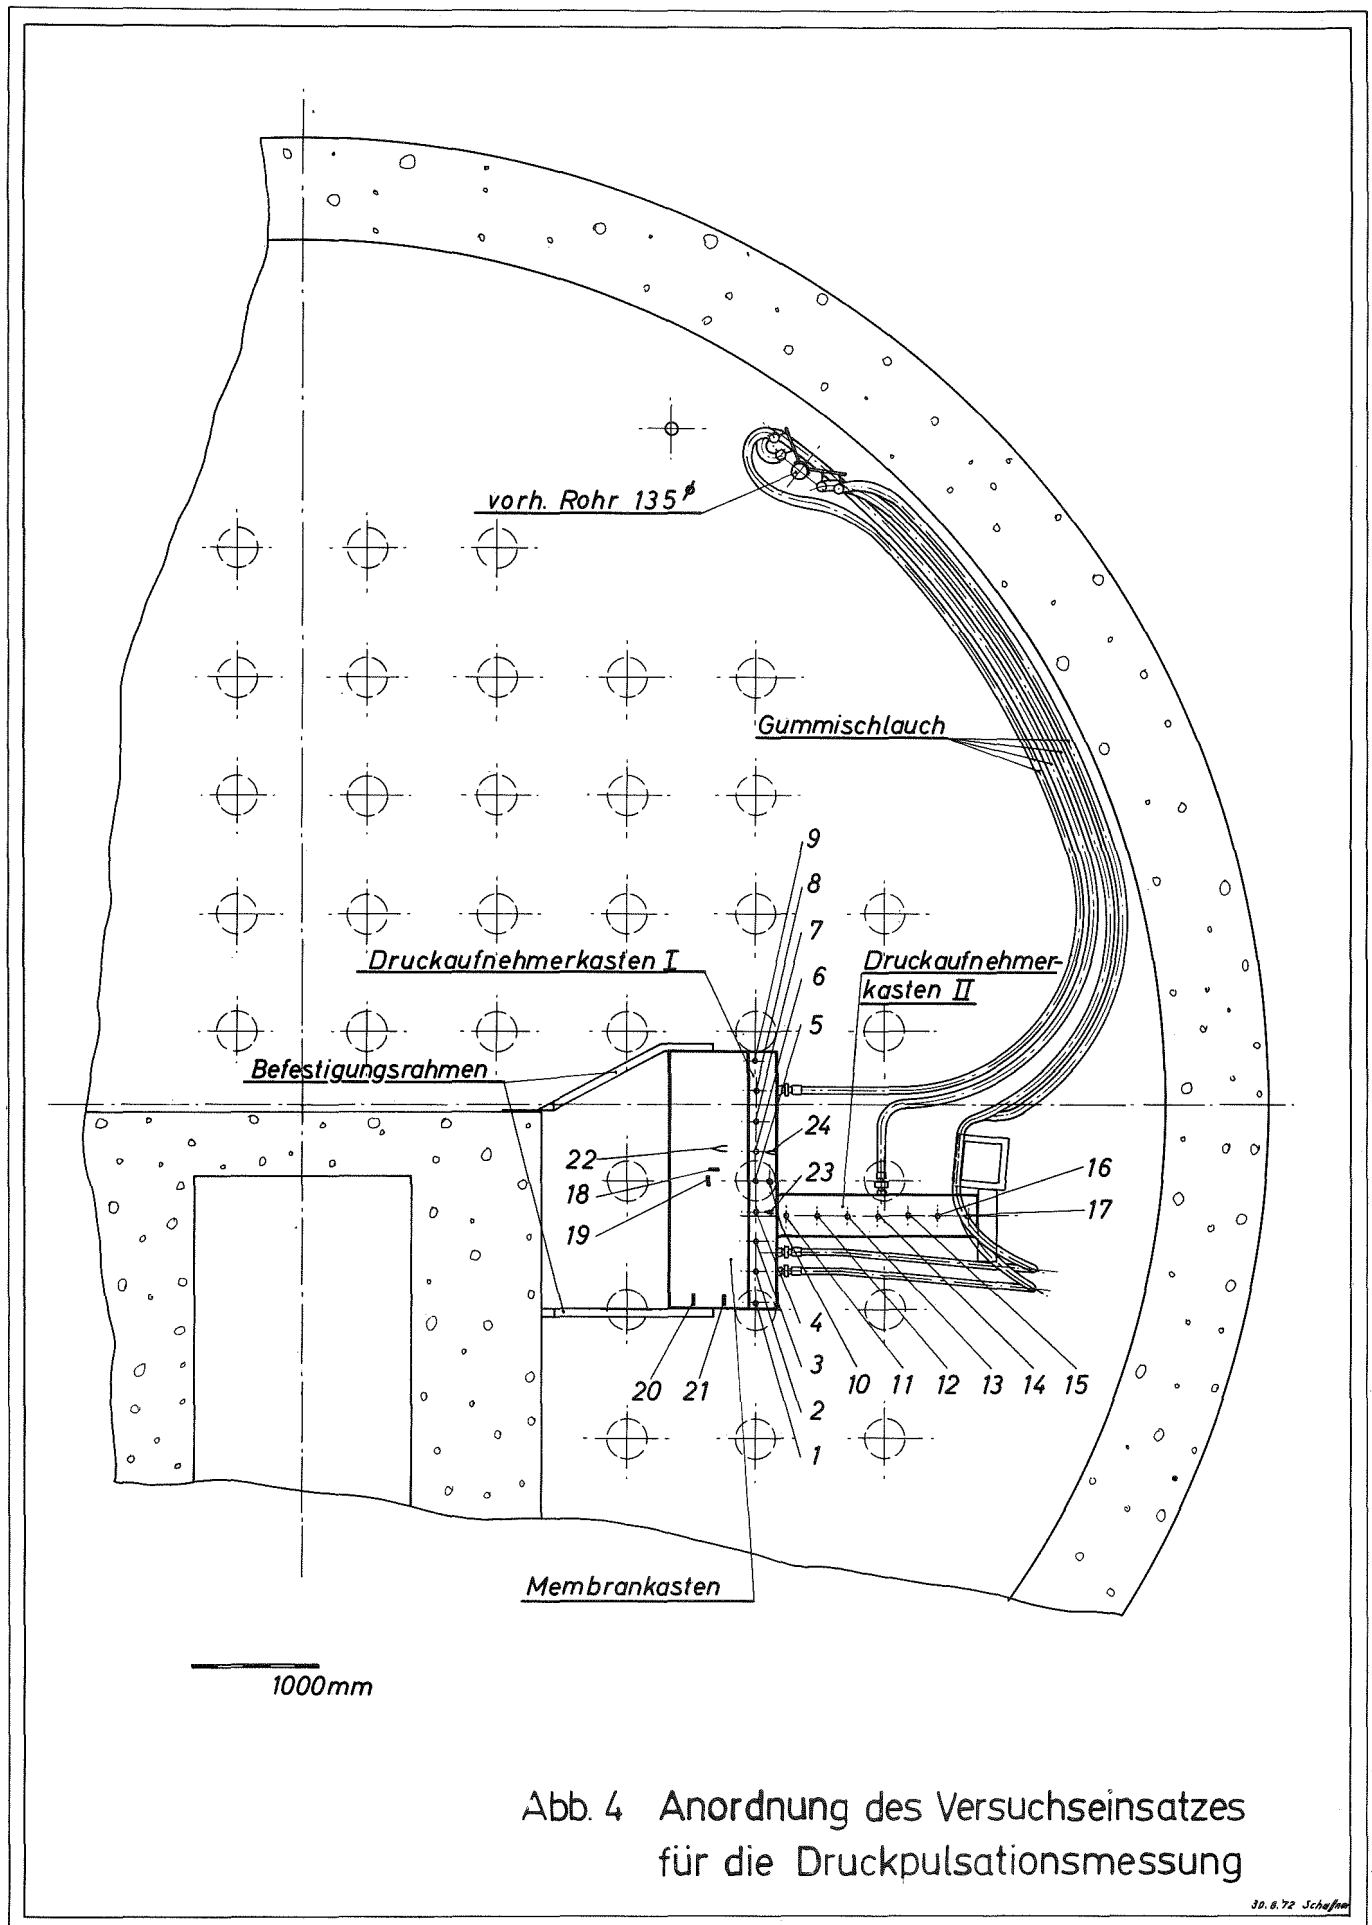 vorh. Rohr 135 ϕ
Gummischlauch
9
8
7
Druckaufnehmerkasten I
Druckaufnehmer-
kasten II
6
5
Befestigungsrahmen
24
22
23
16
18
17
19
4
3
20
21
10
11
12
13
14
15
2
1
Membrankasten
1000mm
Abb. 4 Anordnung des Versuchseinsatzes
für die Druckpulsationsmessung
30.6.72